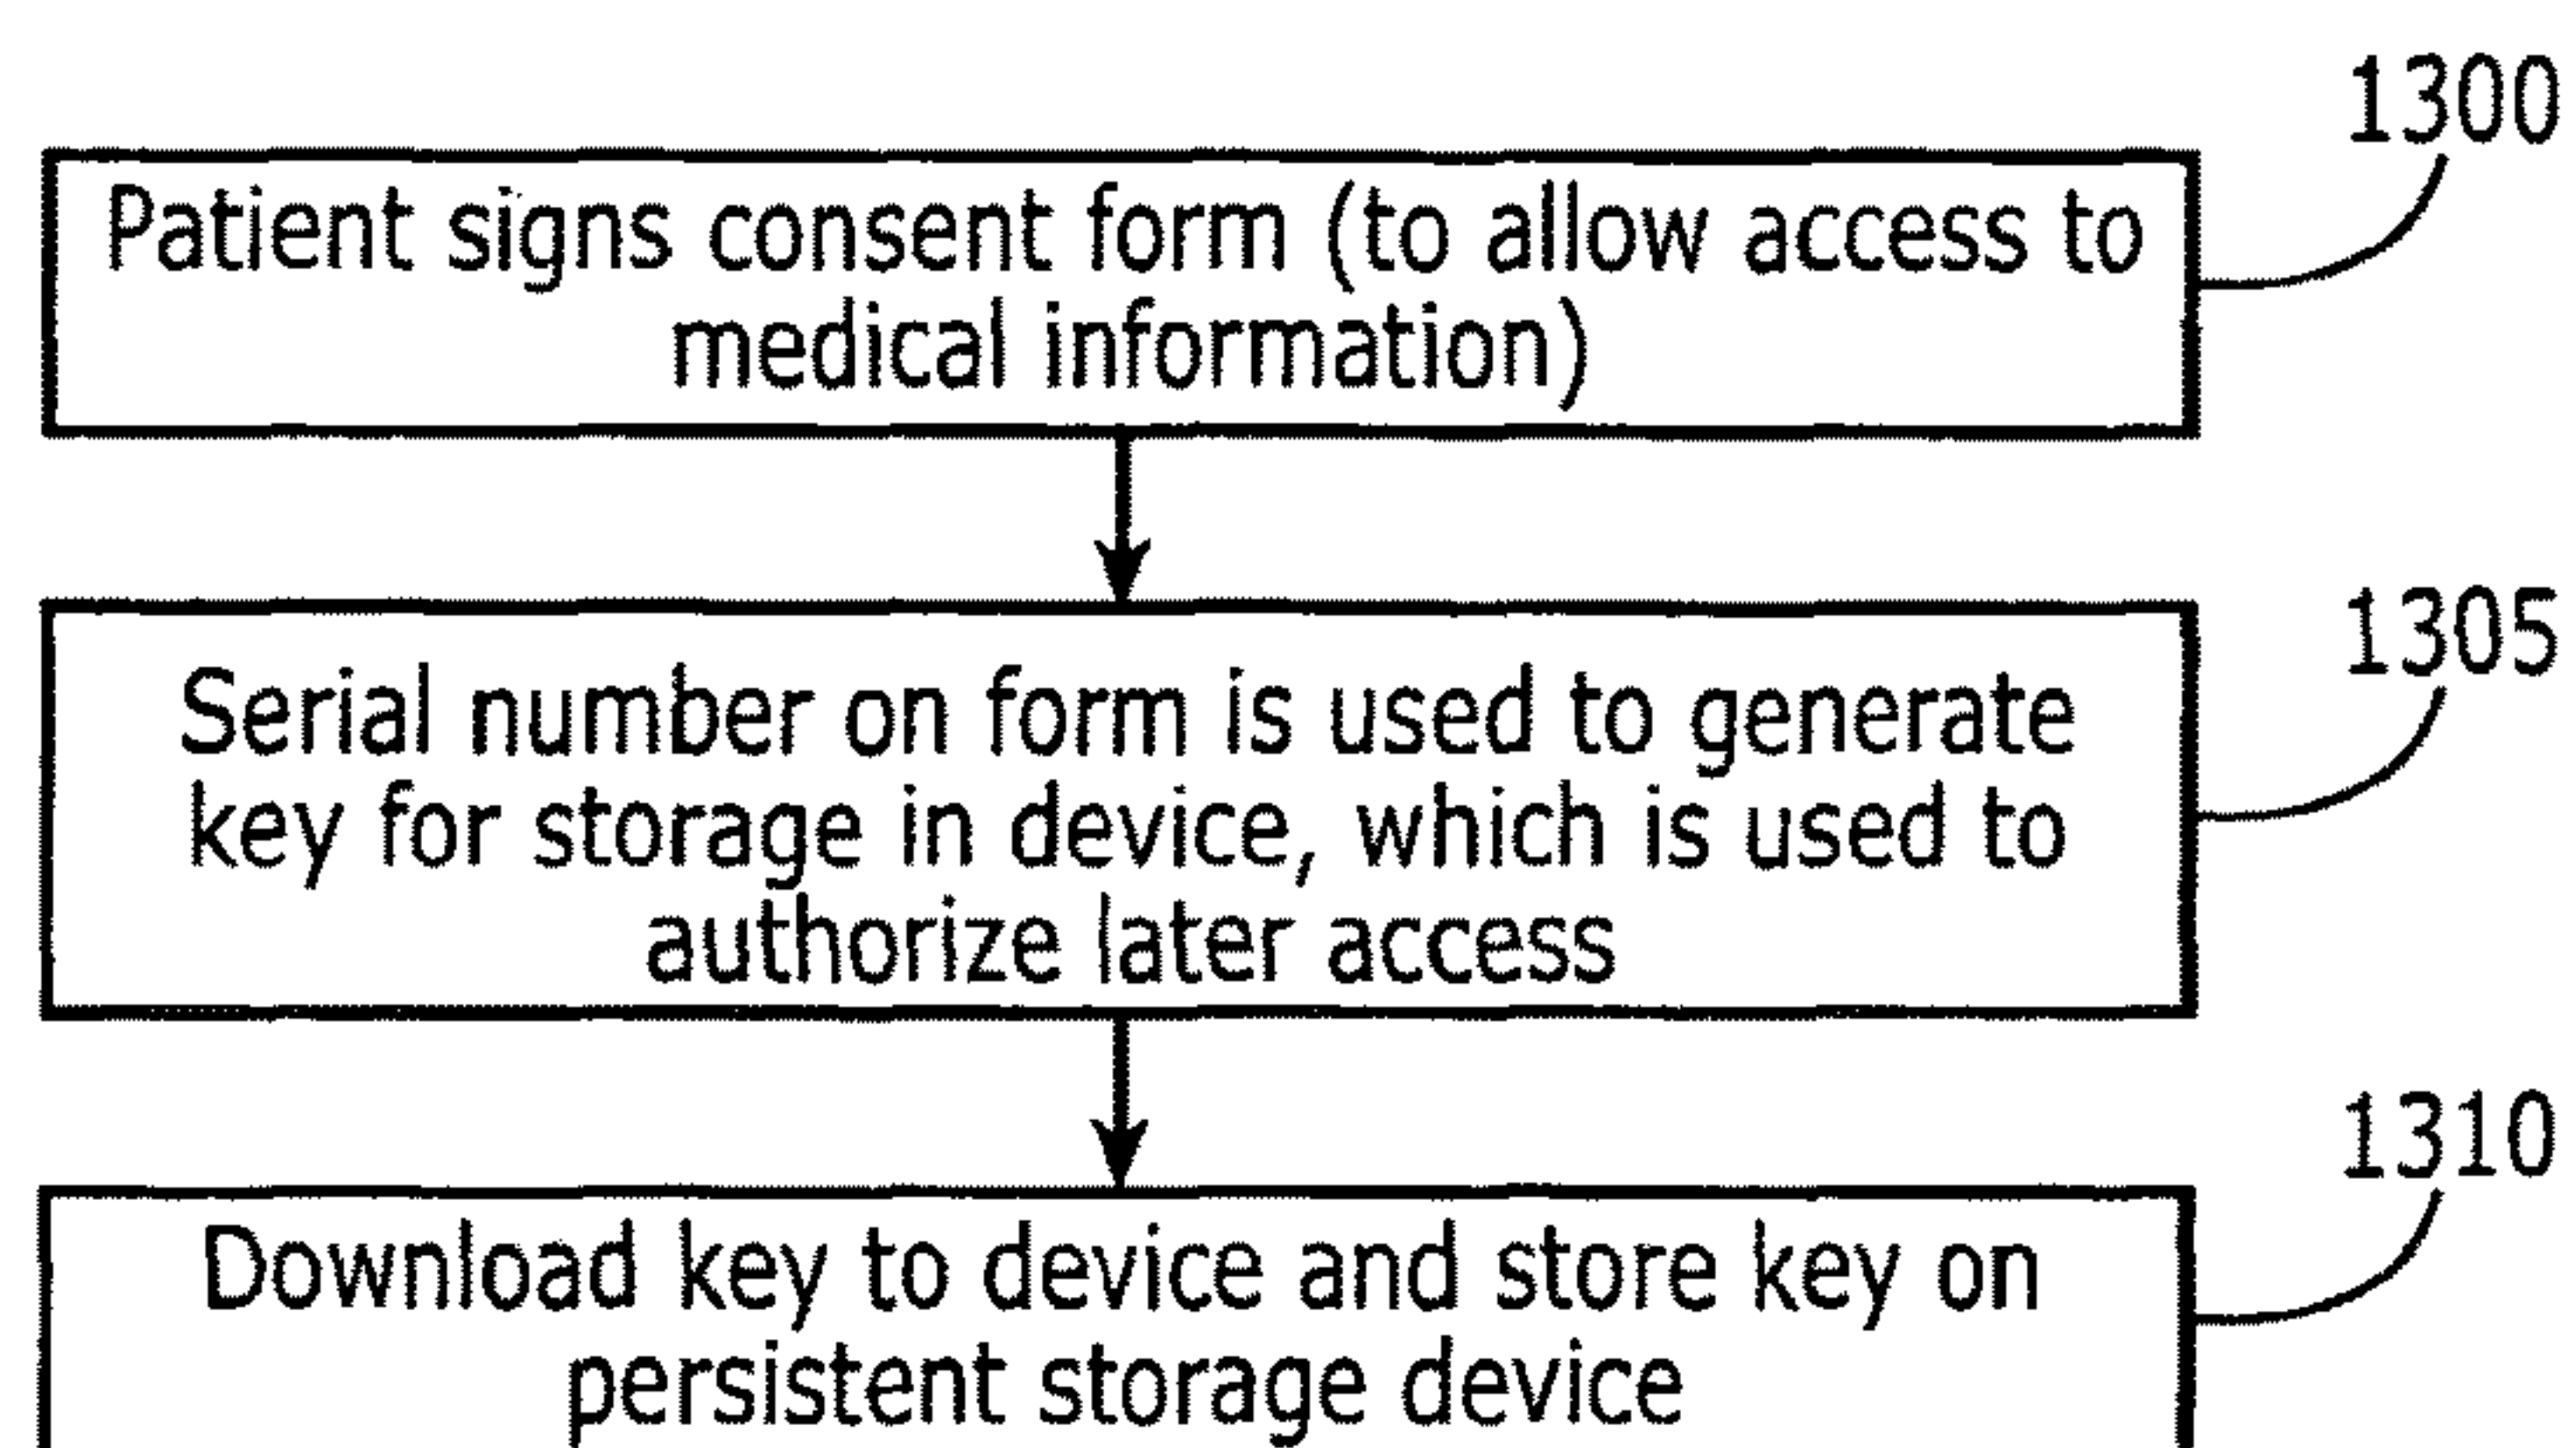 1300
Patient signs consent form (to allow access to
medical information)
1305
Serial number on form is used to generate
key for storage in device, which is used to
authorize later access
1310
Download key to device and store key on
persistent storage device